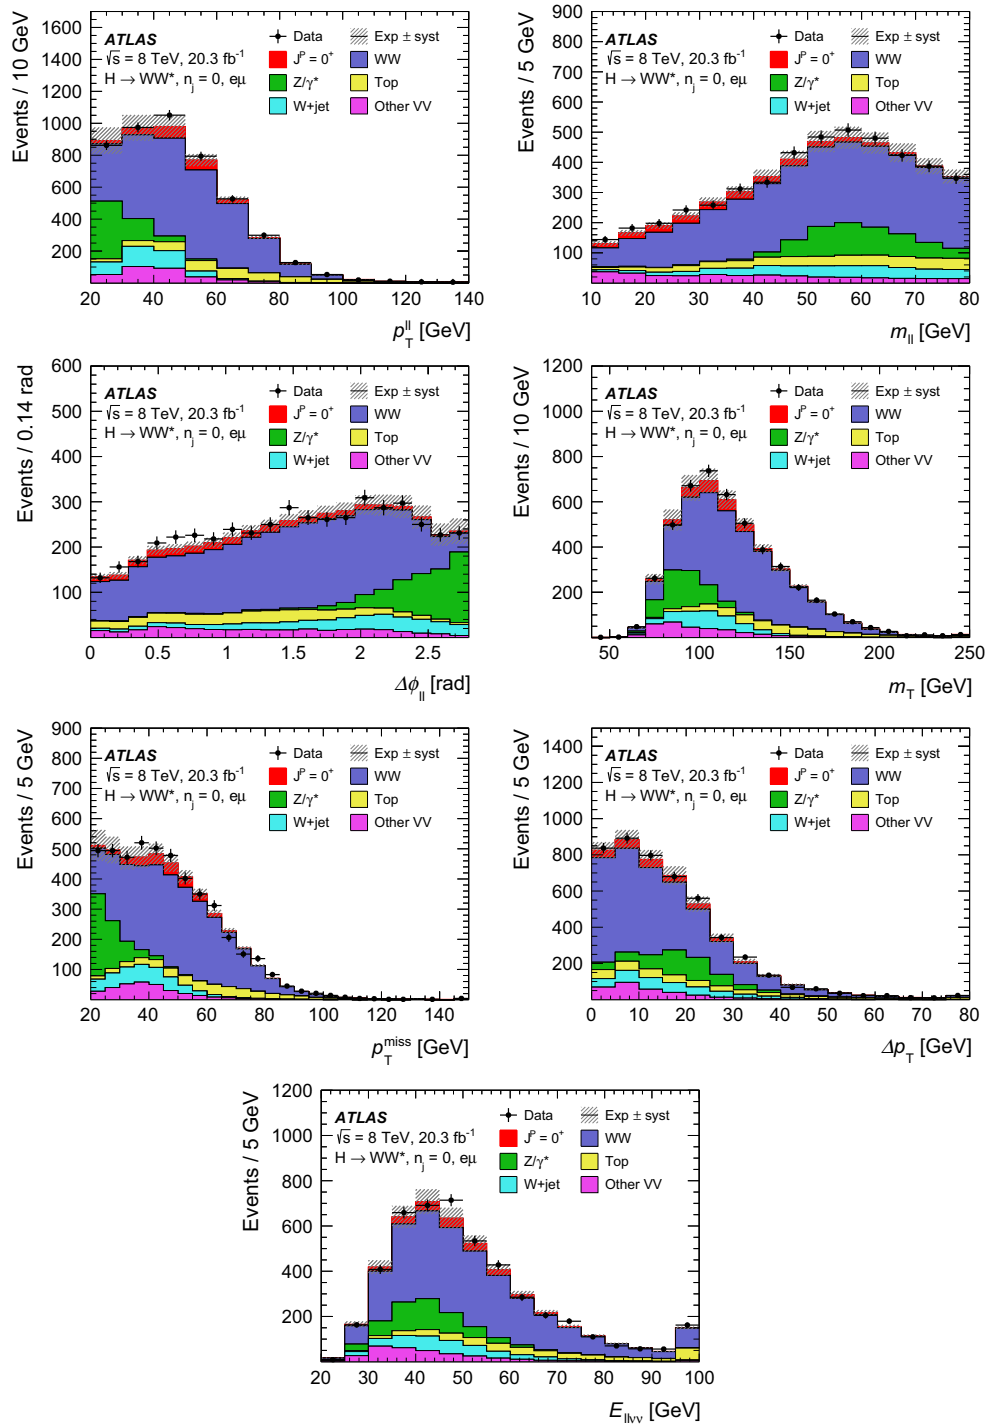 Events / 10 GeV
1600
1400
1200
1000
800
600
400
200
ATLAS
√s = 8 TeV, 20.3 fb⁻¹
H → WW*, n_j = 0, eμ
Data
Exp ± syst
J^P = 0⁺
WW
Z/γ*
Top
W+jet
Other VV
20 40 60 80 100 120 140
p_T^ll [GeV]
Events / 5 GeV
900
800
700
600
500
400
300
200
100
ATLAS
√s = 8 TeV, 20.3 fb⁻¹
H → WW*, n_j = 0, eμ
Data
Exp ± syst
J^P = 0⁺
WW
Z/γ*
Top
W+jet
Other VV
10 20 30 40 50 60 70 80
m_ll [GeV]
Events / 0.14 rad
600
500
400
300
200
100
ATLAS
√s = 8 TeV, 20.3 fb⁻¹
H → WW*, n_j = 0, eμ
Data
Exp ± syst
J^P = 0⁺
WW
Z/γ*
Top
W+jet
Other VV
0 0.5 1 1.5 2 2.5
Δϕ_ll [rad]
Events / 10 GeV
1200
1000
800
600
400
200
ATLAS
√s = 8 TeV, 20.3 fb⁻¹
H → WW*, n_j = 0, eμ
Data
Exp ± syst
J^P = 0⁺
WW
Z/γ*
Top
W+jet
Other VV
50 100 150 200 250
m_T [GeV]
Events / 5 GeV
900
800
700
600
500
400
300
200
100
ATLAS
√s = 8 TeV, 20.3 fb⁻¹
H → WW*, n_j = 0, eμ
Data
Exp ± syst
J^P = 0⁺
WW
Z/γ*
Top
W+jet
Other VV
20 40 60 80 100 120 140
p_T^miss [GeV]
Events / 5 GeV
1400
1200
1000
800
600
400
200
ATLAS
√s = 8 TeV, 20.3 fb⁻¹
H → WW*, n_j = 0, eμ
Data
Exp ± syst
J^P = 0⁺
WW
Z/γ*
Top
W+jet
Other VV
0 10 20 30 40 50 60 70 80
Δp_T [GeV]
Events / 5 GeV
1200
1000
800
600
400
200
ATLAS
√s = 8 TeV, 20.3 fb⁻¹
H → WW*, n_j = 0, eμ
Data
Exp ± syst
J^P = 0⁺
WW
Z/γ*
Top
W+jet
Other VV
20 30 40 50 60 70 80 90 100
E_llνν [GeV]